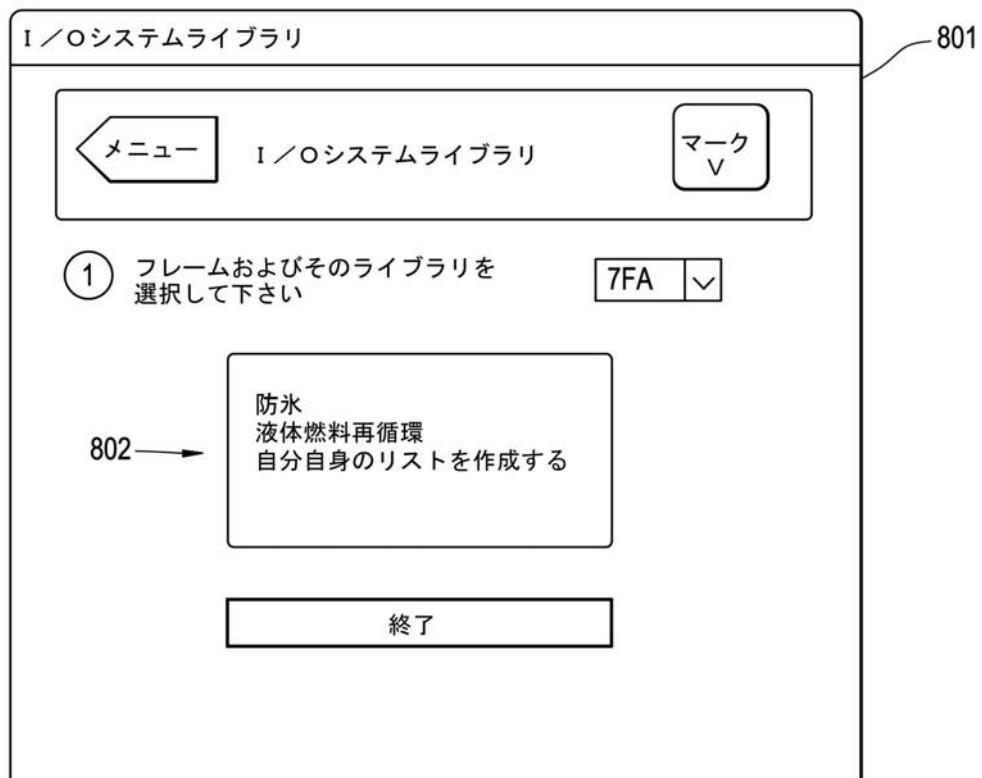 I／Oシステムライブラリ
801
メニュー
I／Oシステムライブラリ
マーク
V
1
フレームおよびそのライブラリを
選択して下さい
7FA
防氷
液体燃料再循環
自分自身のリストを作成する
802
終了